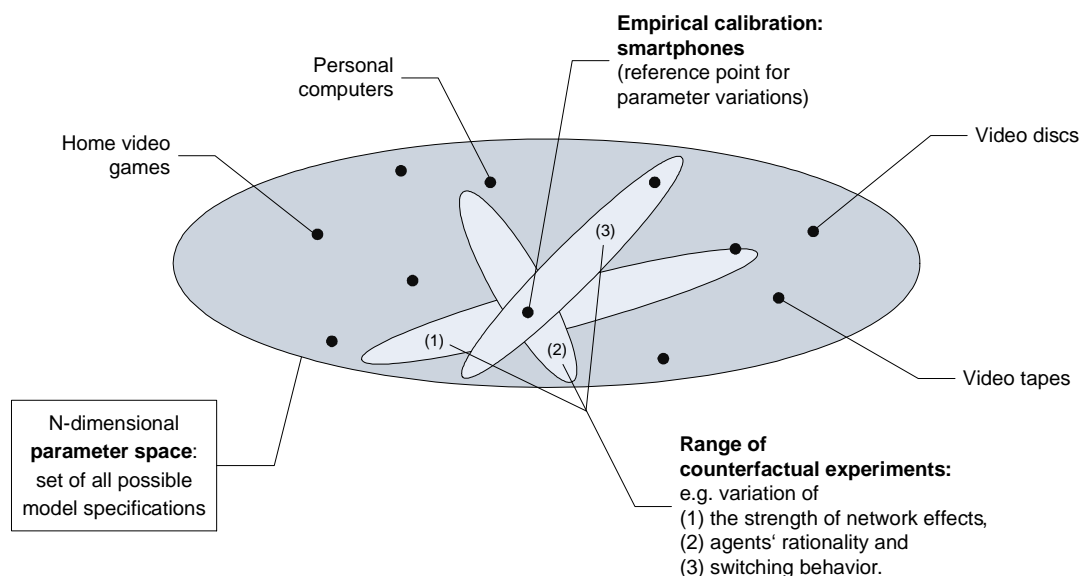 Empirical calibration:
smartphones
(reference point for
parameter variations)
Personal
computers
Home video
games
Video discs
(3)
(1)
(2)
Video tapes
N-dimensional
parameter space:
set of all possible
model specifications
Range of
counterfactual experiments:
e.g. variation of
(1) the strength of network effects,
(2) agents‘ rationality and
(3) switching behavior.